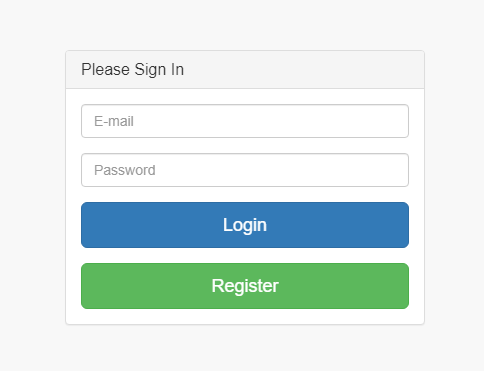 Please Sign In
E-mail
Password
Login
Register